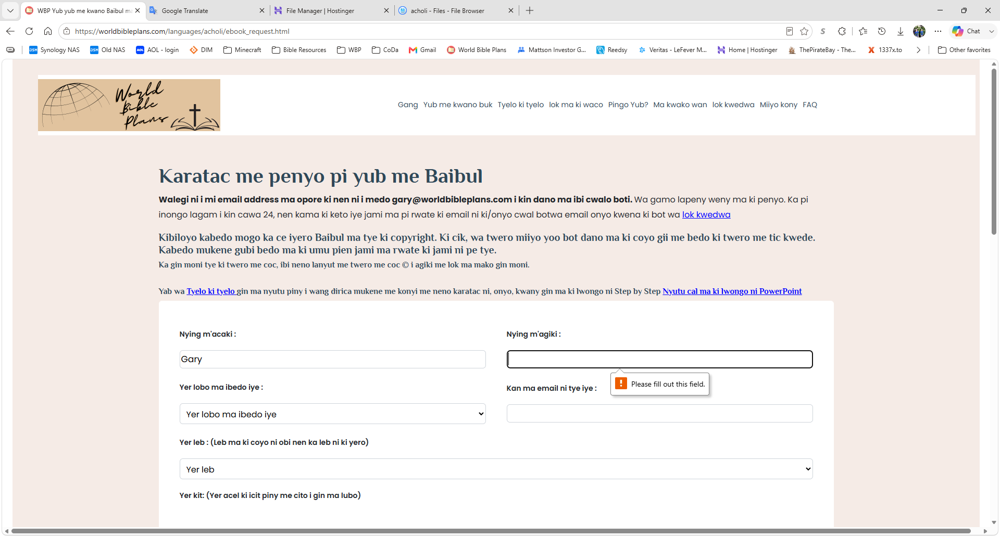 WBP Yub yub me kwano Baibul ma
Google Translate
File Manager | Hostinger
acholi - Files - File Browser
https://worldbibleplans.com/languages/acholi/ebook_request.html
Chat
Synology NAS
Old NAS
AOL - login
DIM
Minecraft
Bible Resources
WBP
CoDa
Gmail
World Bible Plans
Mattson Investor G...
Reedsy
Veritas - LeFever M...
Home | Hostinger
ThePirateBay - The...
1337x.to
Other favorites
World
Bible
Plans
Gang Yub me kwano buk Tyelo ki tyelo lok ma ki waco Pingo Yub? Ma kwako wan lok kwedwa Miiyo kony FAQ
Karatac me penyo pi yub me Baibul
Walegi ni i mi email address ma opore ki nen ni i medo gary@worldbibleplans.com i kin dano ma ibi cwalo boti. Wa gamo lapeny weny ma ki penyo. Ka pi
inongo lagam i kin cawa 24, nen kama ki keto iye jami ma pi rwate ki email ni ki/onyo cwal botwa email onyo kwena ki bot wa lok kwedwa
Kibiloyo kabedo mogo ka ce iyero Baibul ma tye ki copyright. Ki cik, wa twero miiyo yoo bot dano ma ki coyo gii me bedo ki twero me tic kwede.
Kabedo mukene gubi bedo ma ki umu pien jami ma rwate ki jami ni pe tye.
Ka gin moni tye ki twero me coc, ibi neno lanyut me twero me coc © i agiki me lok ma mako gin moni.
Yab wa Tyelo ki tyelo gin ma nyutu piny i wang dirica mukene me konyi me neno karatac ni, onyo, kwany gin ma ki lwongo ni Step by Step Nyutu cal ma ki lwongo ni PowerPoint
Nying m'acaki :
Nying m'agiki :
Gary
Please fill out this field.
Yer lobo ma ibedo iye :
Kan ma email ni tye iye :
Yer lobo ma ibedo iye
Yer leb : (Leb ma ki coyo ni obi nen ka leb ni ki yero)
Yer leb
Yer kit: (Yer acel ki icit piny me cito i gin ma lubo)